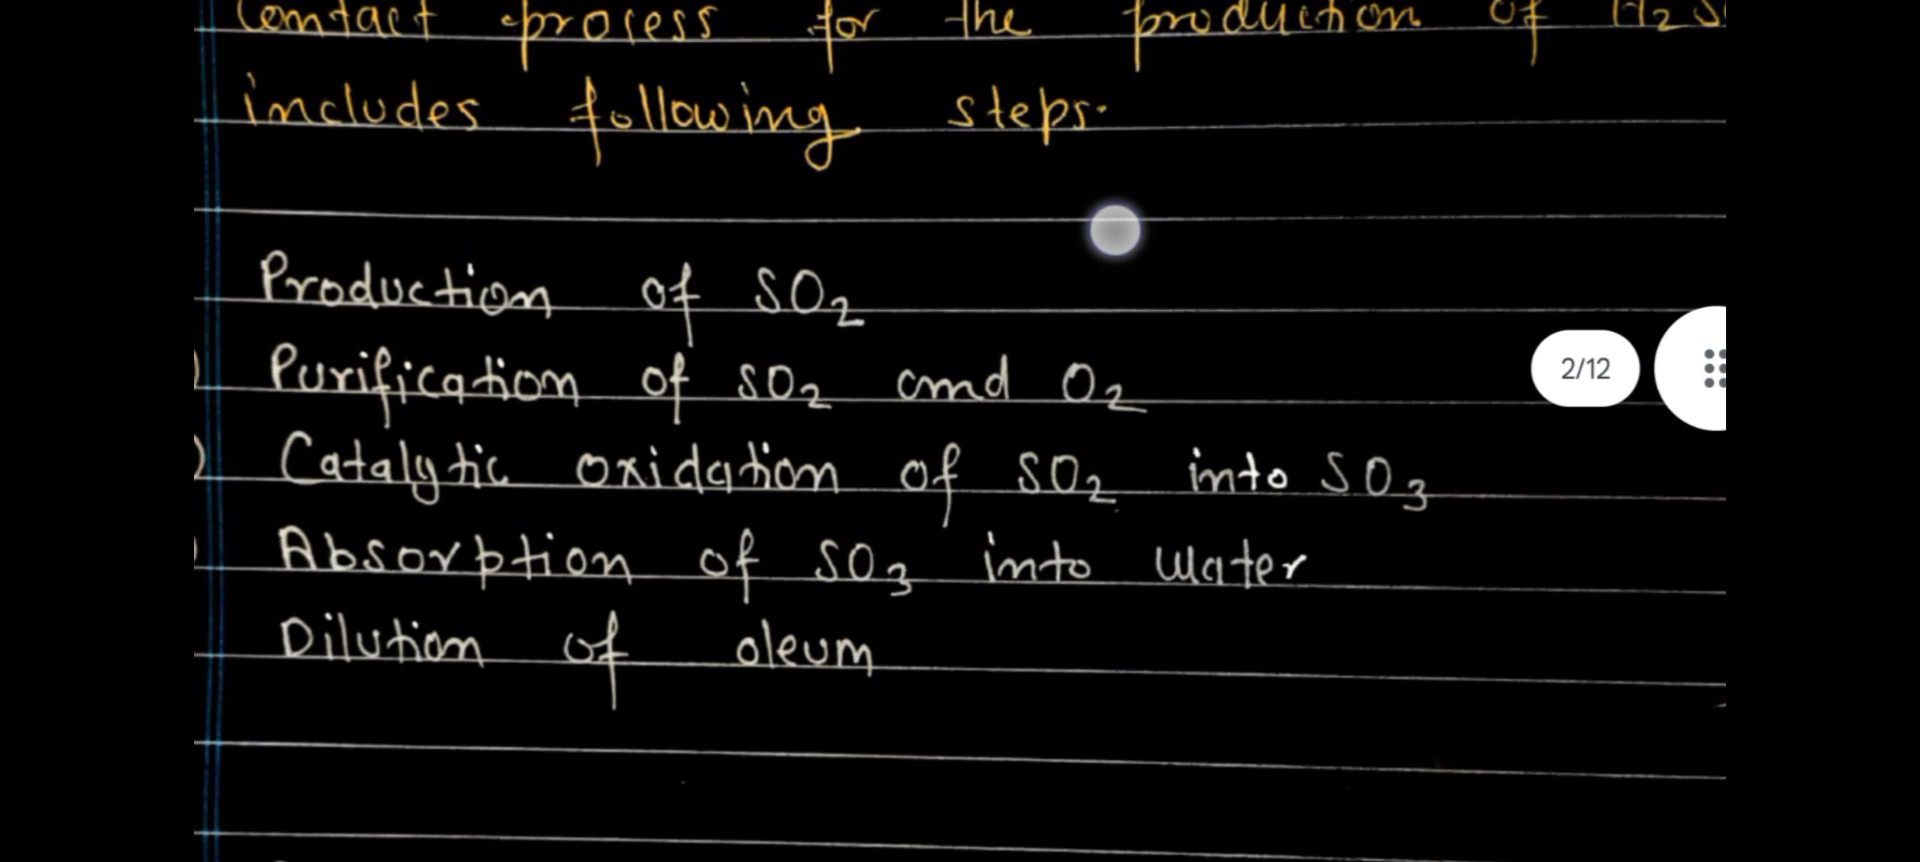 Contact process for the production of H2S
includes following steps.
Production of SO2
2/12
) Purification of SO2 and O2
) Catalytic oxidation of SO2 into SO3
) Absorption of SO3 into water
Dilution of oleum